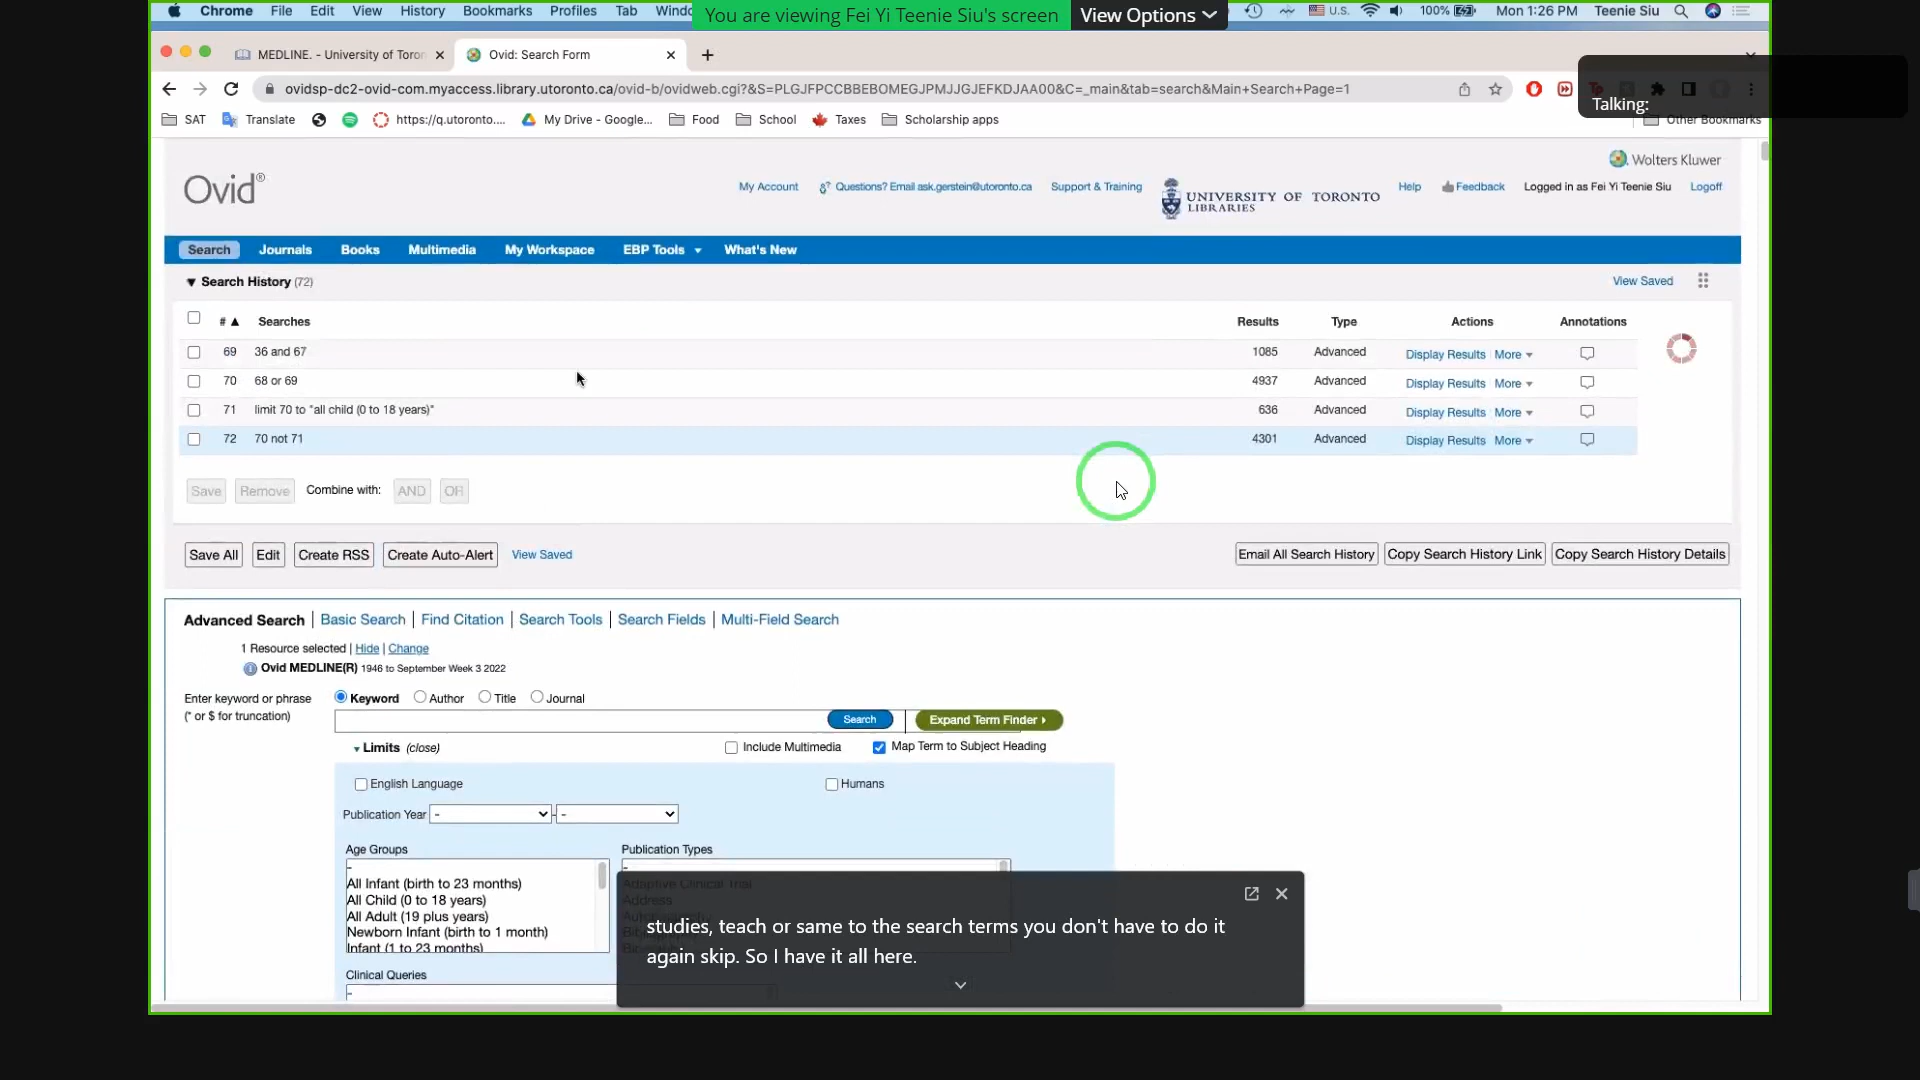 Chrome File Edit View History Bookmarks Profiles Tab Windo
You are viewing Fei Yi Teenie Siu's screen View Options
U.S. 100% Mon 1:26 PM Teenie Siu
MEDLINE. - University of Toron Ovid: Search Form
ovidsp-dc2-ovid-com.myaccess.library.utoronto.ca/ovid-b/ovidweb.cgi?&S=PLGJFPCCBBEBOMEGJPMJJGJEFKDJAA00&C=_main&tab=search&Main+Search+Page=1
Talking:
SAT Translate https://q.utoronto.... My Drive - Google... Food School Taxes Scholarship apps Other Bookmarks
Wolters Kluwer
Ovid®
My Account Questions? Email ask.gerstein@utoronto.ca Support & Training UNIVERSITY OF TORONTO LIBRARIES Help Feedback Logged in as Fei Yi Teenie Siu Logoff
Search Journals Books Multimedia My Workspace EBP Tools What's New
Search History (72) View Saved
# Searches Results Type Actions Annotations
69 36 and 67 1085 Advanced Display Results More
70 68 or 69 4937 Advanced Display Results More
71 limit 70 to "all child (0 to 18 years)" 636 Advanced Display Results More
72 70 not 71 4301 Advanced Display Results More
Save Remove Combine with: AND OR
Save All Edit Create RSS Create Auto-Alert View Saved Email All Search History Copy Search History Link Copy Search History Details
Advanced Search | Basic Search | Find Citation | Search Tools | Search Fields | Multi-Field Search
1 Resource selected | Hide | Change
Ovid MEDLINE(R) 1946 to September Week 3 2022
Enter keyword or phrase
(* or $ for truncation)
Keyword Author Title Journal
Search Expand Term Finder
Limits (close) Include Multimedia Map Term to Subject Heading
English Language Humans
Publication Year - -
Age Groups Publication Types
- -
All Infant (birth to 23 months) Adaptive Clinical Trial
All Child (0 to 18 years) Address
All Adult (19 plus years)
Newborn Infant (birth to 1 month)
Infant (1 to 23 months)
Clinical Queries
-
studies, teach or same to the search terms you don't have to do it
again skip. So I have it all here.